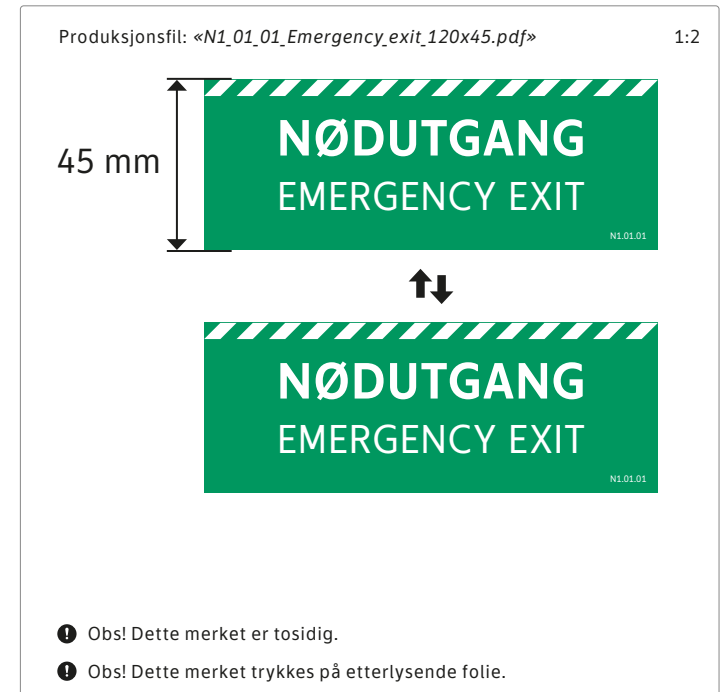 Produksjonsfil: «N1_01_01_Emergency_exit_120x45.pdf» 1:2
45 mm
NØDUTGANG
EMERGENCY EXIT
N1.01.01
NØDUTGANG
EMERGENCY EXIT
N1.01.01
Obs! Dette merket er tosidig.
Obs! Dette merket trykkes på etterlysende folie.